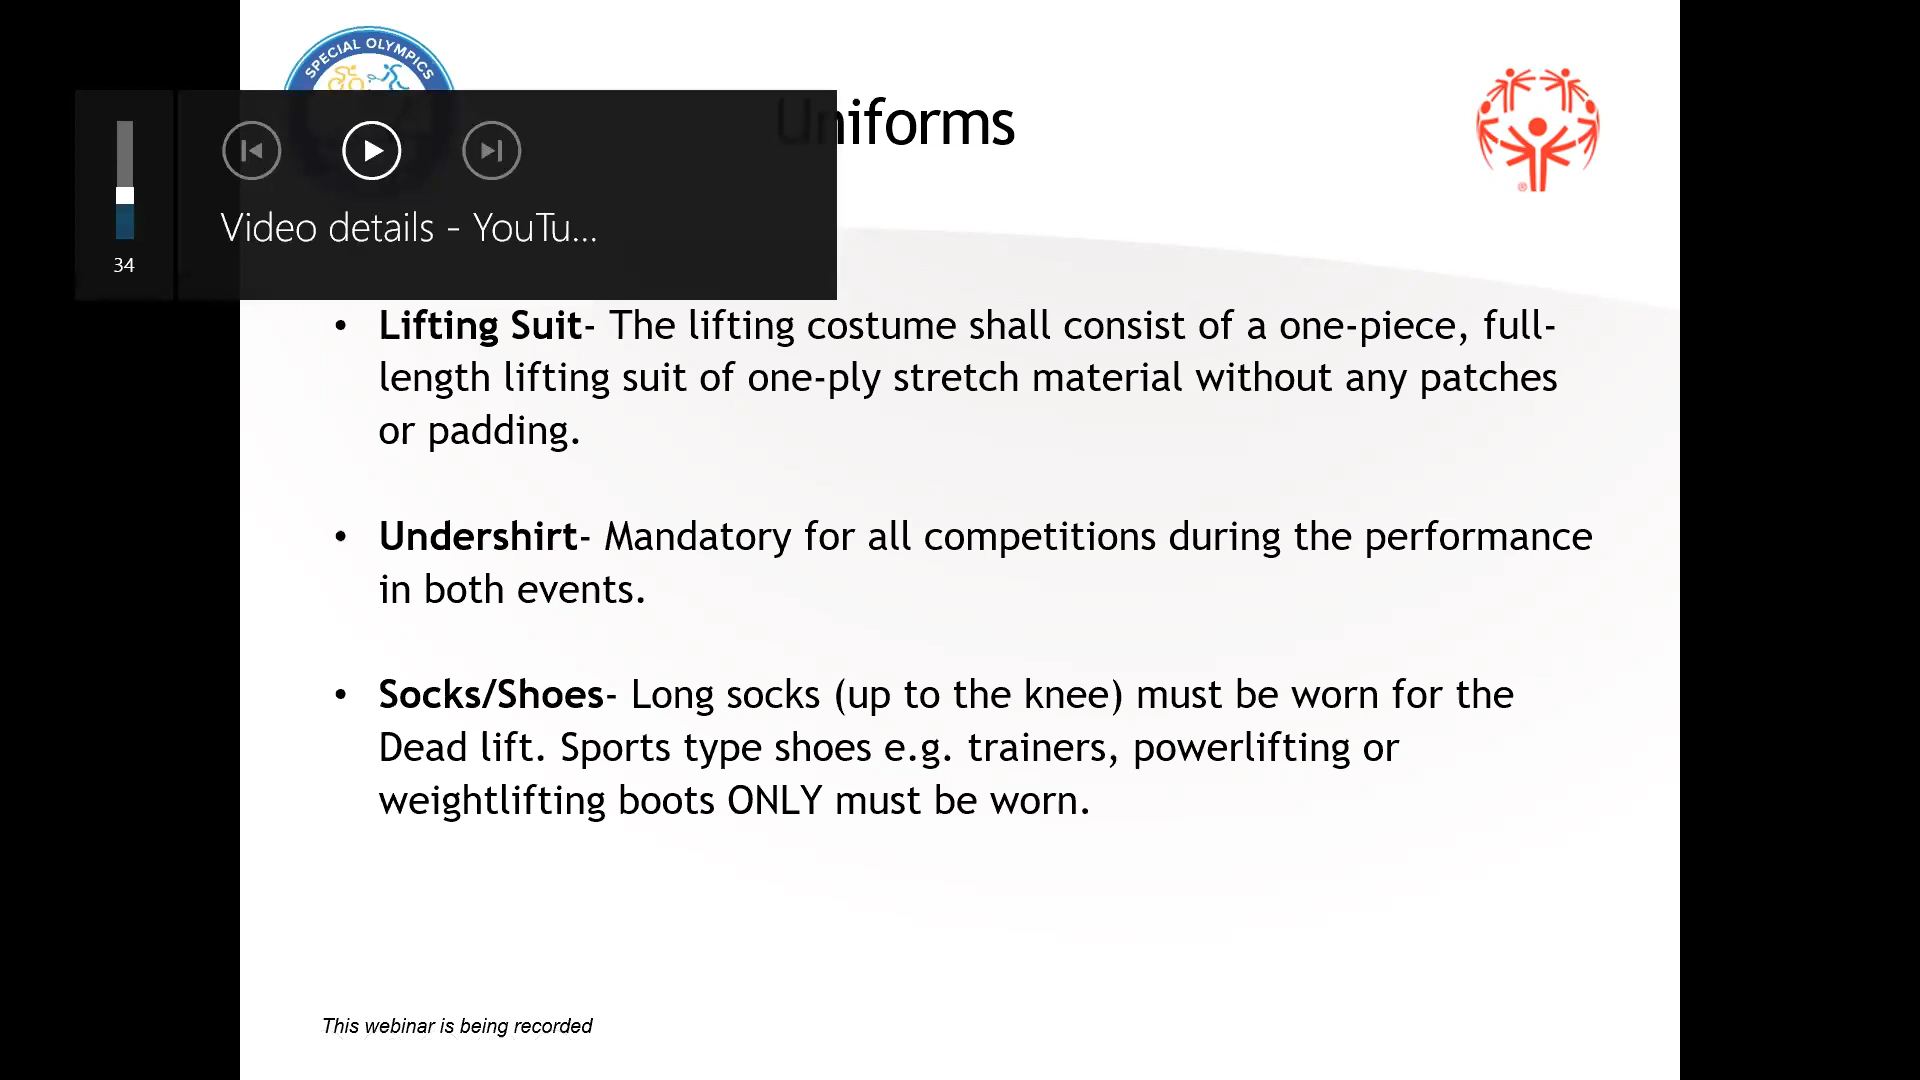 SPECIAL OLYMPICS
Uniforms
Video details - YouTu...
34
• Lifting Suit- The lifting costume shall consist of a one-piece, full-
length lifting suit of one-ply stretch material without any patches
or padding.
• Undershirt- Mandatory for all competitions during the performance
in both events.
• Socks/Shoes- Long socks (up to the knee) must be worn for the
Dead lift. Sports type shoes e.g. trainers, powerlifting or
weightlifting boots ONLY must be worn.
This webinar is being recorded